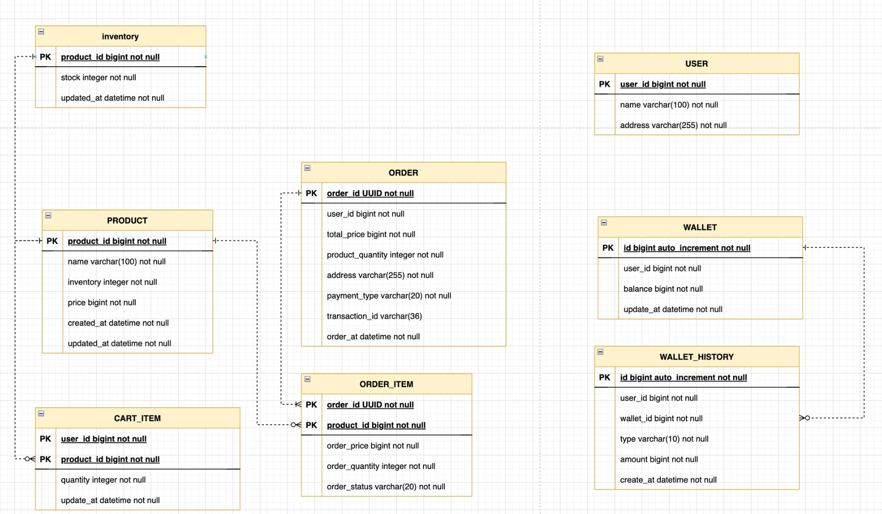 inventory
PK product_id bigint not null
stock integer not null
updated_at datetime not null
USER
PK user_id bigint not null
name varchar(100) not null
address varchar(255) not null
ORDER
PK order_id UUID not null
user_id bigint not null
total_price bigint not null
product_quantity integer not null
address varchar(255) not null
payment_type varchar(20) not null
transaction_id varchar(36)
order_at datetime not null
PRODUCT
PK product_id bigint not null
name varchar(100) not null
inventory integer not null
price bigint not null
created_at datetime not null
updated_at datetime not null
WALLET
PK id bigint auto_increment not null
user_id bigint not null
balance bigint not null
update_at datetime not null
WALLET_HISTORY
PK id bigint auto_increment not null
user_id bigint not null
wallet_id bigint not null
type varchar(10) not null
amount bigint not null
create_at datetime not null
ORDER_ITEM
PK order_id UUID not null
PK product_id bigint not null
order_price bigint not null
order_quantity integer not null
order_status varchar(20) not null
CART_ITEM
PK user_id bigint not null
PK product_id bigint not null
quantity integer not null
update_at datetime not null